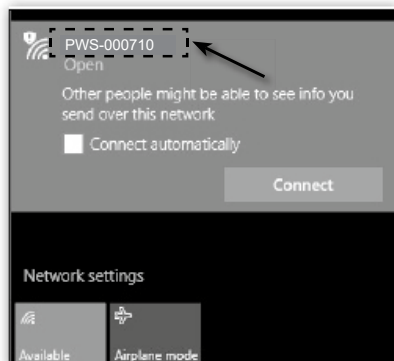 PWS-000710
Open
Other people might be able to see info you
send over this network
Connect automatically
Connect
Network settings
Available
Airplane mode